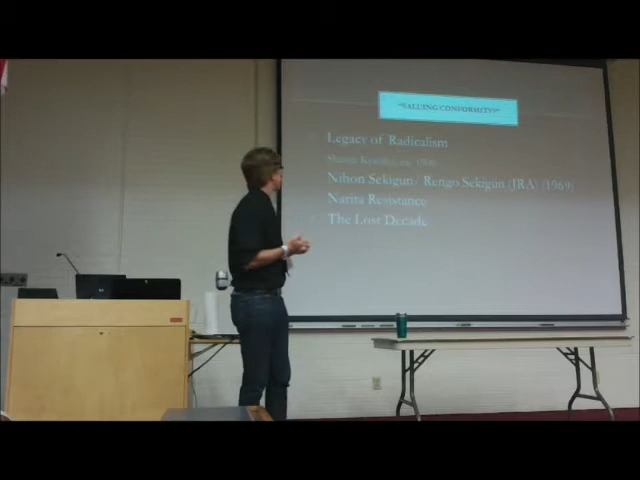 "VALUING CONFORMITY?"
Legacy of Radicalism
Nihon Sekigun/ Rengo Sekigun (JRA) (1969)
Narita Resistance
The Lost Decade